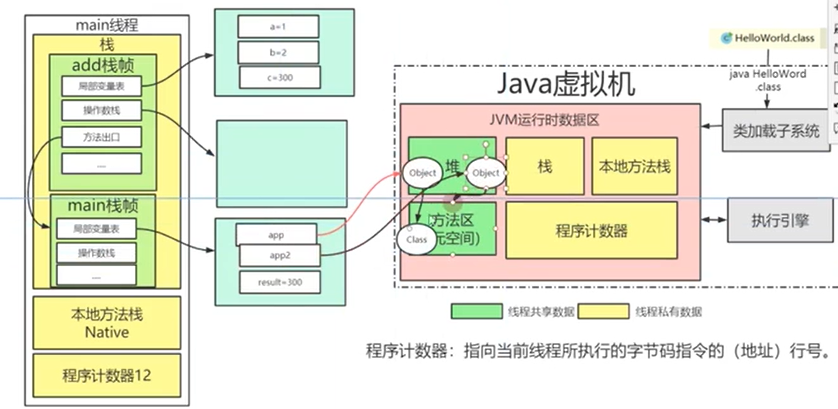 main线程
栈
add栈帧
局部变量表
操作数栈
方法出口
....
main栈帧
局部变量表
操作数栈
....
本地方法栈
Native
程序计数器12
a=1
b=2
c=300
app
app2
result=300
HelloWorld.class
java HelloWord
.class
Java虚拟机
JVM运行时数据区
堆
Object
Object
栈
本地方法栈
方法区
元空间)
Class
程序计数器
类加载子系统
执行引擎
线程共享数据
线程私有数据
程序计数器：指向当前线程所执行的字节码指令的（地址）行号。